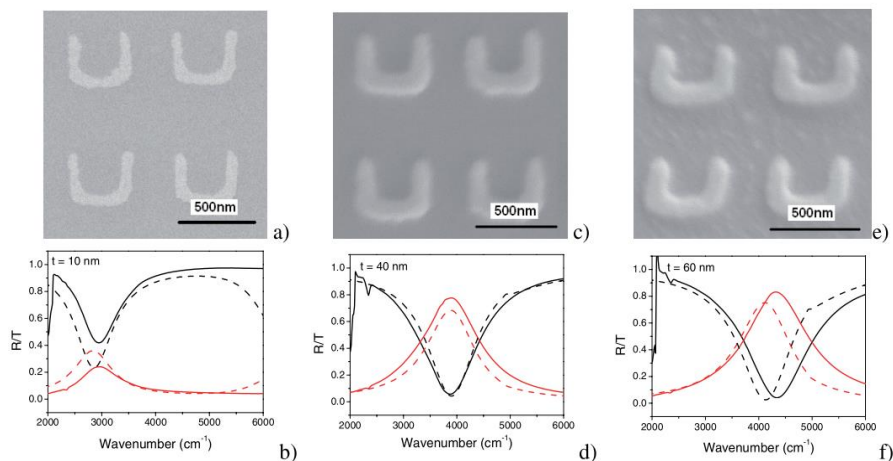 500nm
a)
500nm
c)
500nm
e)
t = 10 nm
1.0
0.8
0.6
0.4
0.2
0.0
R/T
2000 3000 4000 5000 6000
Wavenumber (cm⁻¹)
b)
t = 40 nm
1.0
0.8
0.6
0.4
0.2
0.0
R/T
2000 3000 4000 5000 6000
Wavenumber (cm⁻¹)
d)
t = 60 nm
1.0
0.8
0.6
0.4
0.2
0.0
R/T
2000 3000 4000 5000 6000
Wavenumber (cm⁻¹)
f)